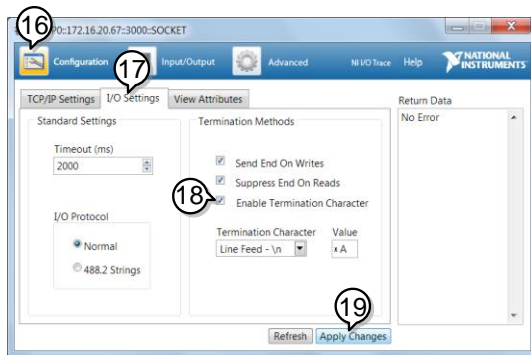 16
P0::172.16.20.67::3000::SOCKET
Configuration
17
Input/Output
Advanced
NI I/O Trace
Help
NATIONAL
INSTRUMENTS
TCP/IP Settings
I/O Settings
View Attributes
Return Data
Standard Settings
Termination Methods
No Error
Timeout (ms)
2000
Send End On Writes
Suppress End On Reads
18
Enable Termination Character
I/O Protocol
Termination Character
Value
Normal
Line Feed - \n
x A
488.2 Strings
19
Refresh
Apply Changes